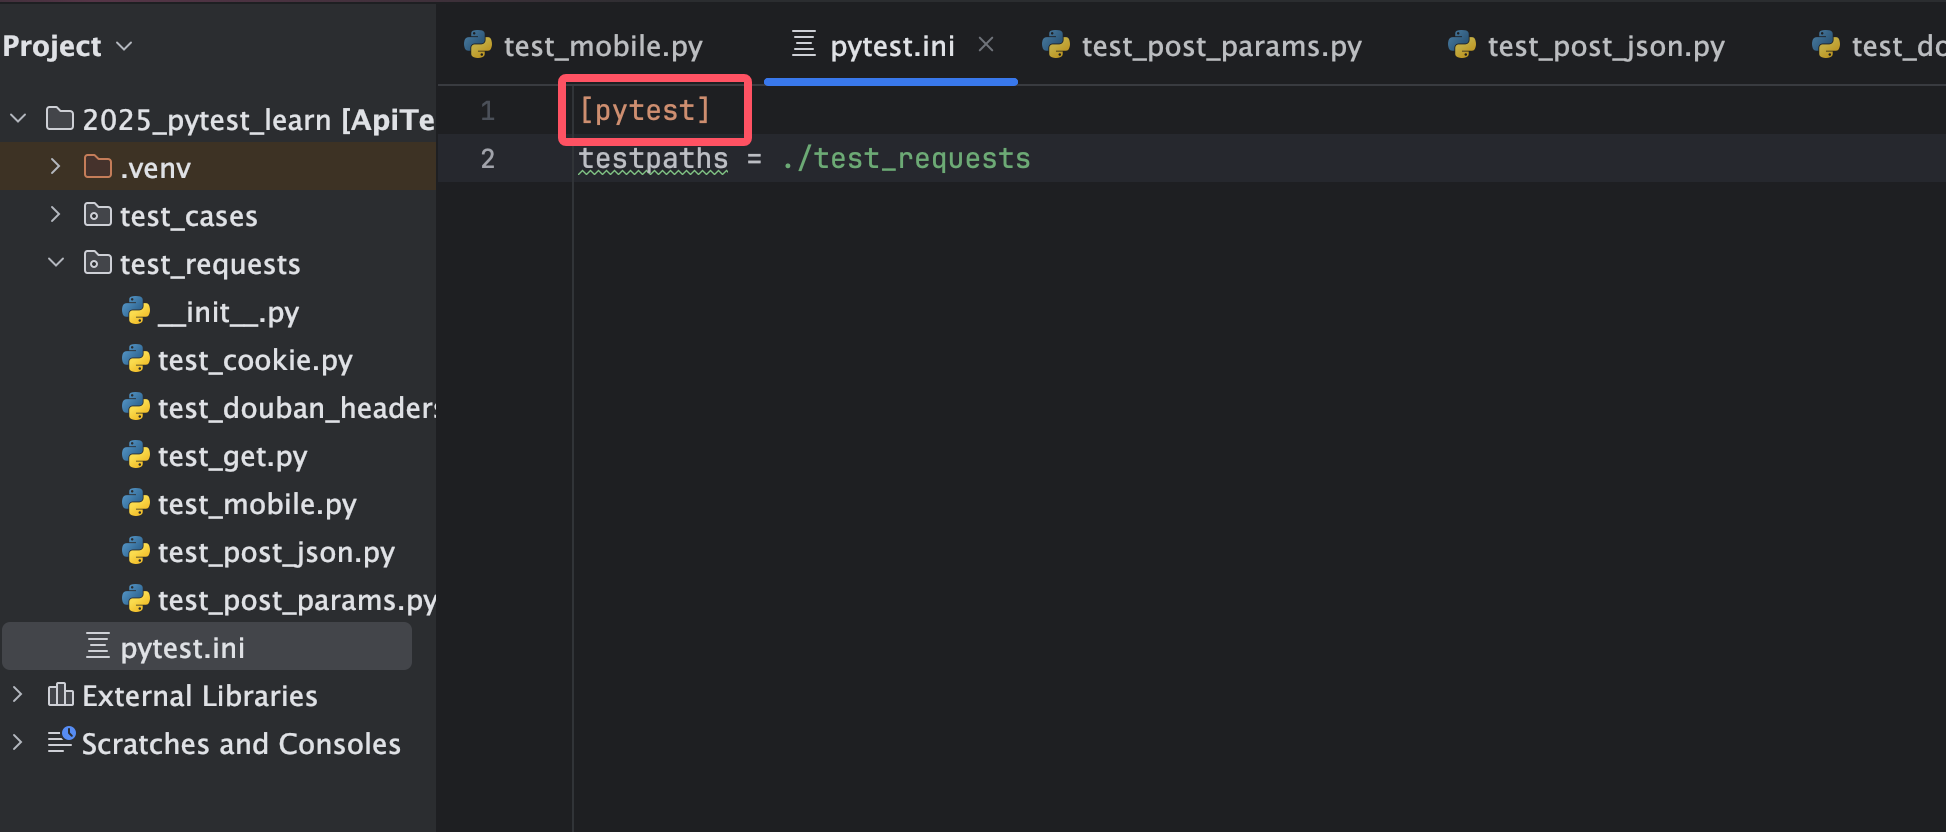 Project
test_mobile.py
pytest.ini
test_post_params.py
test_post_json.py
test_do
2025_pytest_learn [ApiTe
.venv
test_cases
test_requests
__init__.py
test_cookie.py
test_douban_headers
test_get.py
test_mobile.py
test_post_json.py
test_post_params.py
pytest.ini
External Libraries
Scratches and Consoles
1 [pytest]
2 testpaths = ./test_requests